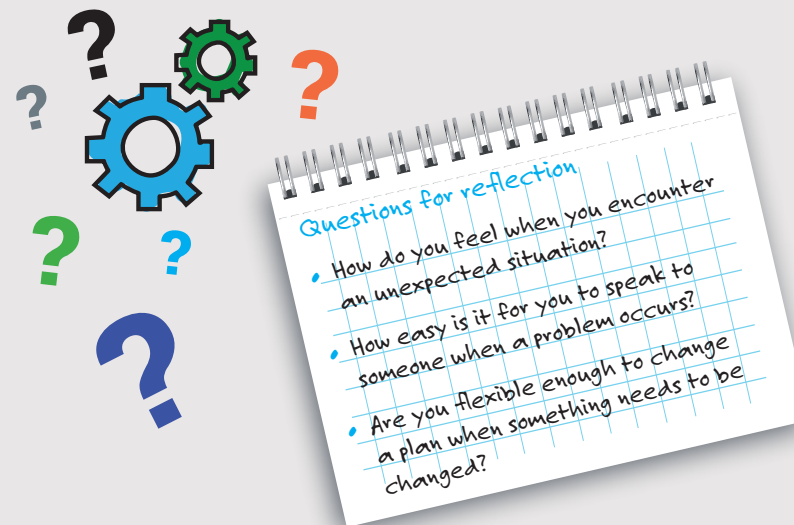 Questions for reflection
• How do you feel when you encounter
an unexpected situation?
• How easy is it for you to speak to
someone when a problem occurs?
• Are you flexible enough to change
a plan when something needs to be
changed?
? ? ? ? ? ?